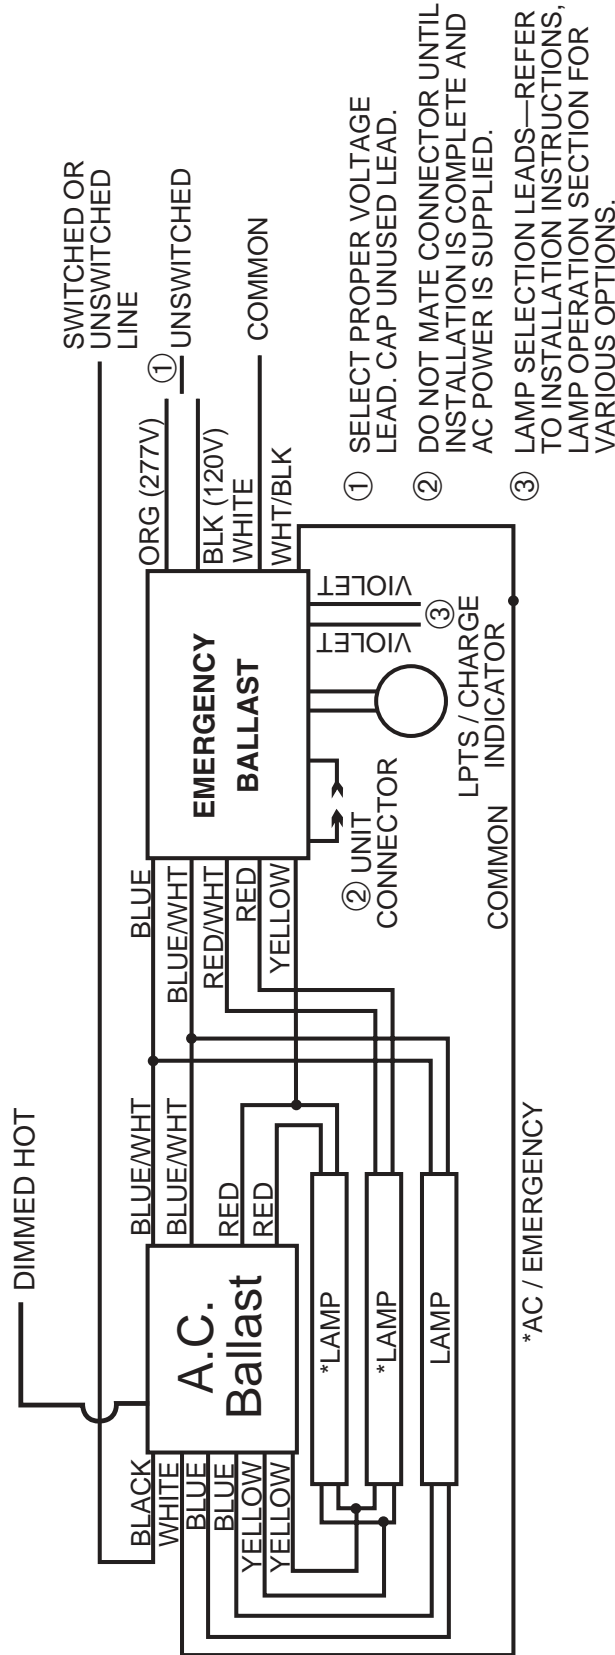 DIMMED HOT
SWITCHED OR
UNSWITCHED
LINE
① UNSWITCHED
COMMON
BLACK
WHITE
BLUE
BLUE
YELLOW
YELLOW
A.C.
Ballast
BLUE/WHT
BLUE/WHT
RED
RED
BLUE
BLUE/WHT
RED/WHT
RED
YELLOW
EMERGENCY
BALLAST
ORG (277V)
BLK (120V)
WHITE
WHT/BLK
*LAMP
*LAMP
LAMP
② UNIT
CONNECTOR
VIOLET
VIOLET
③
LPTS / CHARGE
INDICATOR
COMMON
*AC / EMERGENCY
① SELECT PROPER VOLTAGE
LEAD. CAP UNUSED LEAD.
② DO NOT MATE CONNECTOR UNTIL
INSTALLATION IS COMPLETE AND
AC POWER IS SUPPLIED.
③ LAMP SELECTION LEADS—REFER
TO INSTALLATION INSTRUCTIONS,
LAMP OPERATION SECTION FOR
VARIOUS OPTIONS.